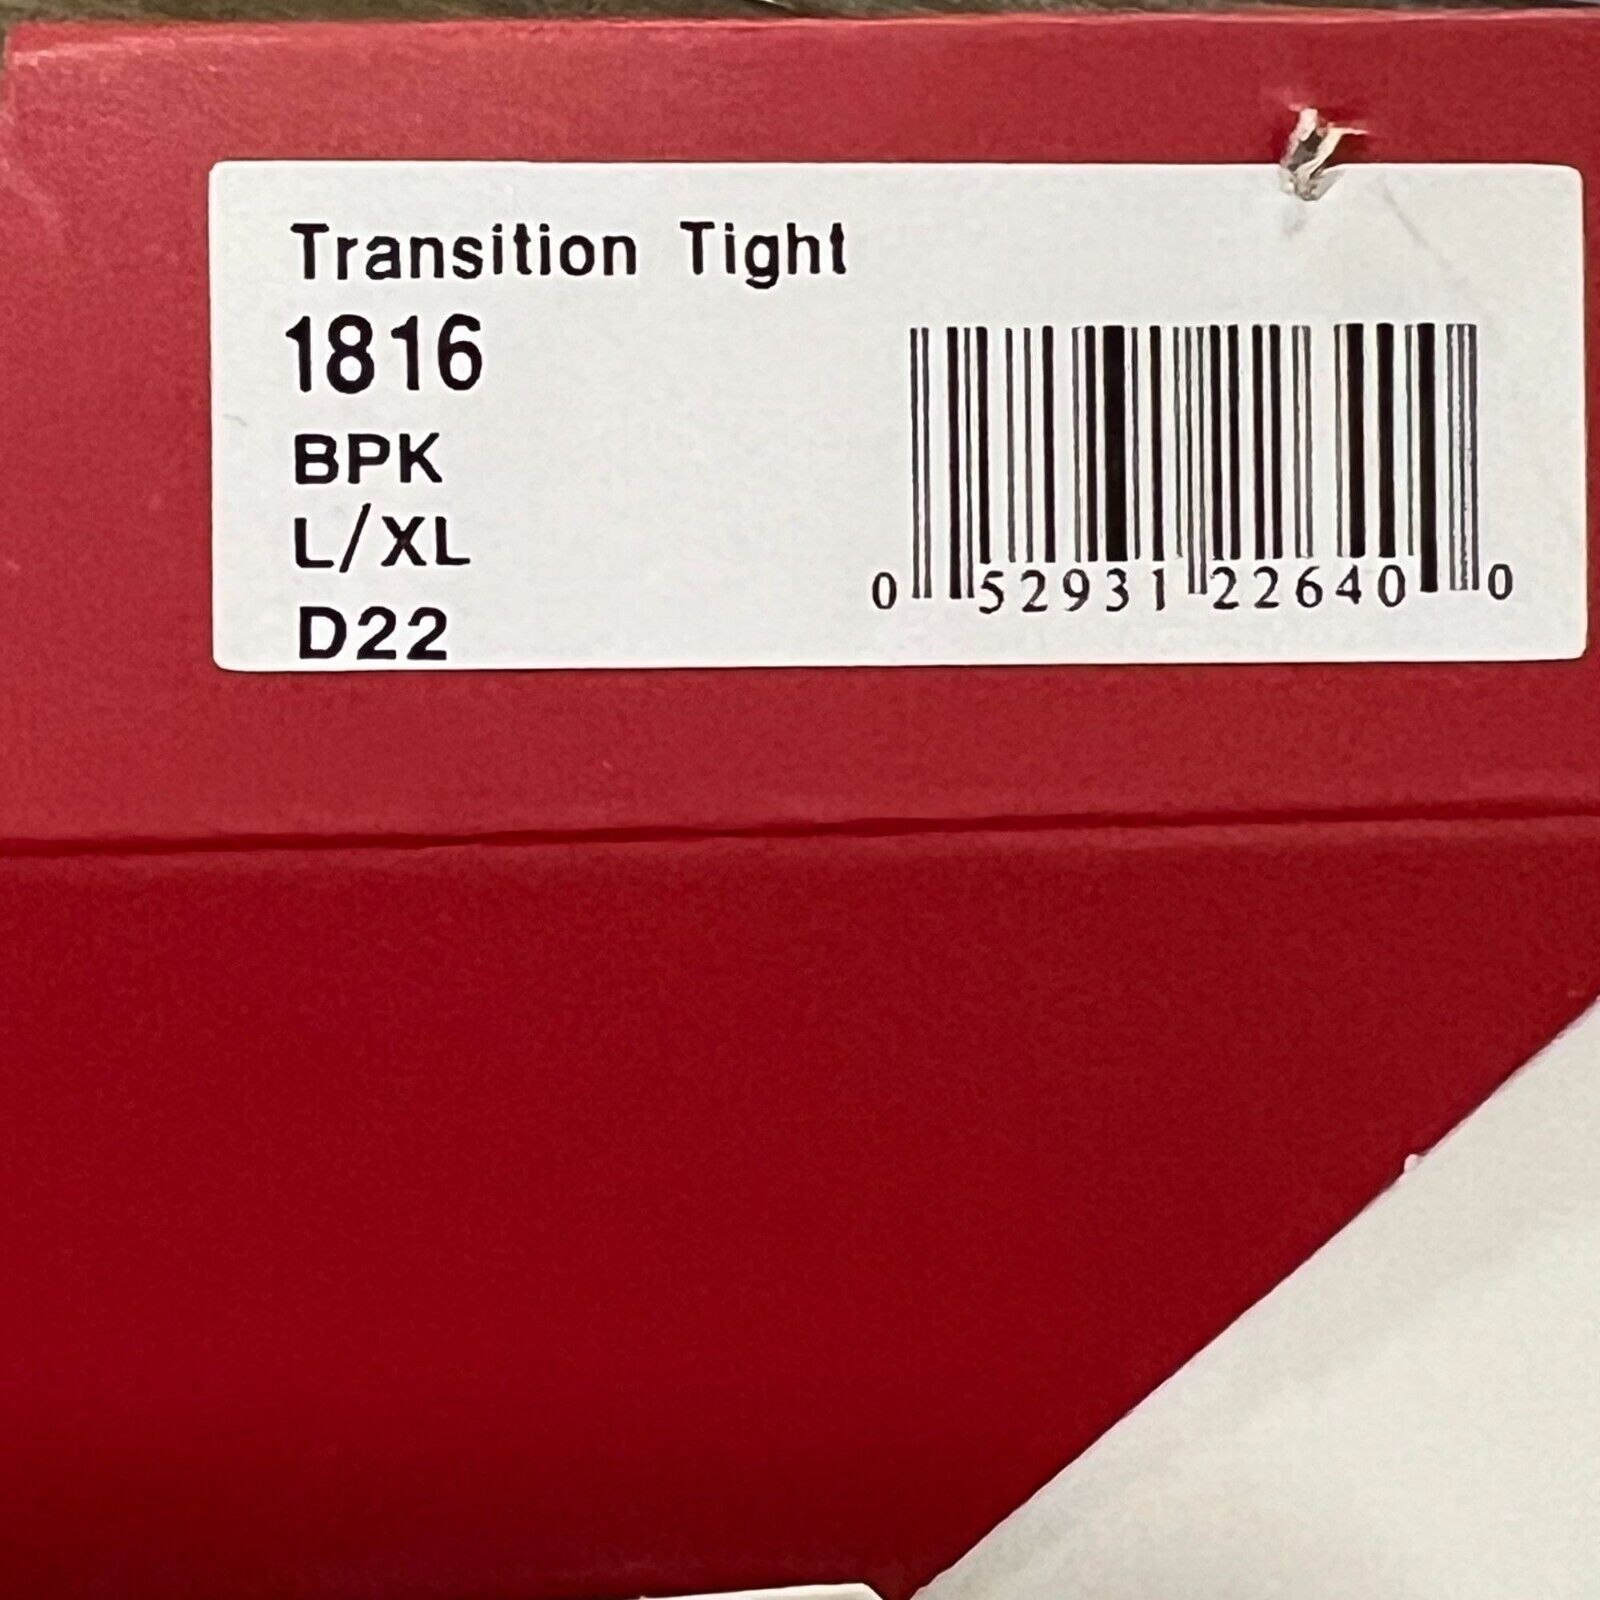 Transition Tight
1816
BPK
L/XL
D22
0 52931 22640 0